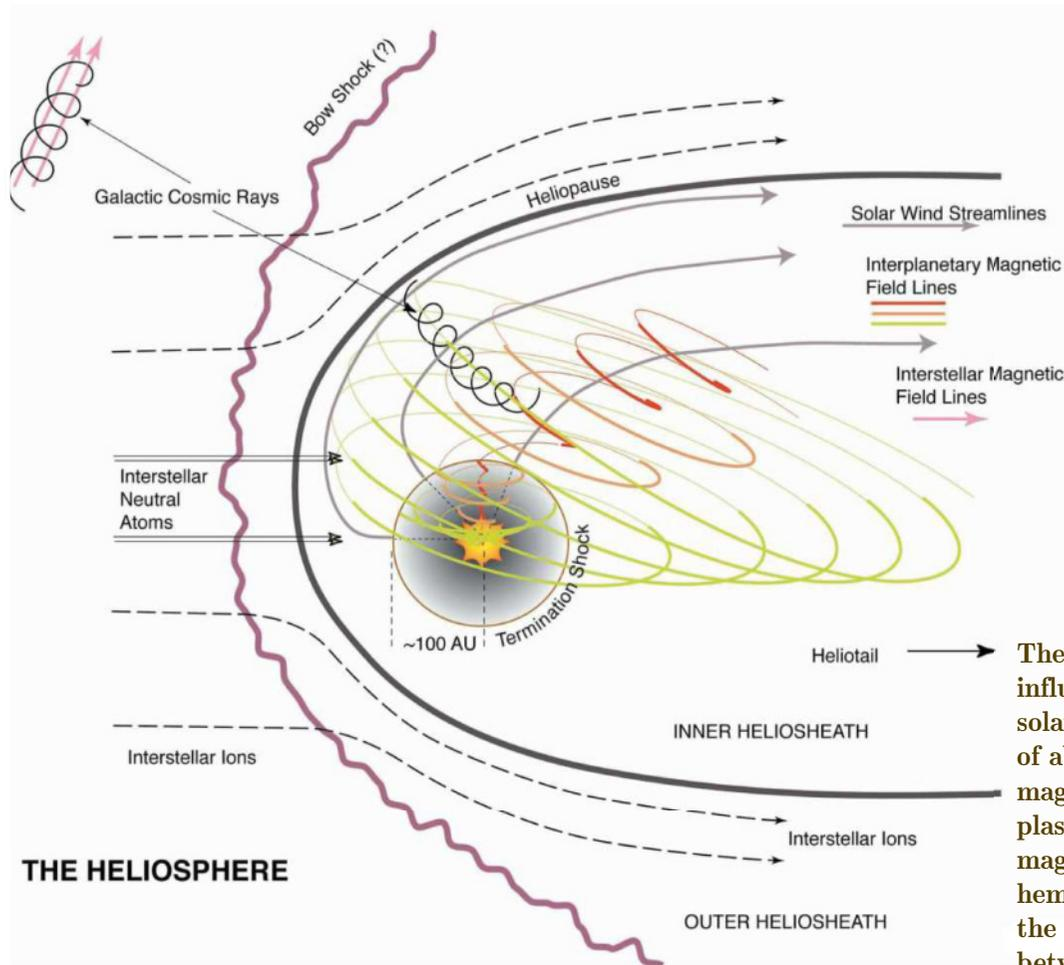 Bow Shock (?)
Galactic Cosmic Rays
Heliopause
Solar Wind Streamlines
Interplanetary Magnetic
Field Lines
Interstellar Magnetic
Field Lines
Interstellar
Neutral
Atoms
Termination Shock
~100 AU
Heliotail
INNER HELIOSHEATH
Interstellar Ions
Interstellar Ions
THE HELIOSPHERE
OUTER HELIOSHEATH
The
influ
sola
of a
mag
plas
mag
hem
the